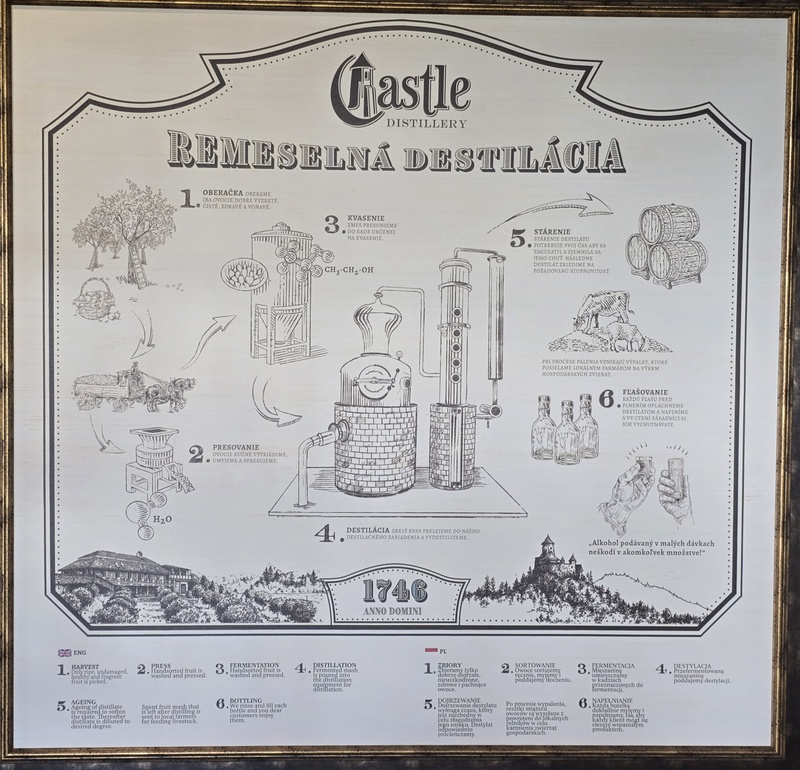 Castle
DISTILLERY
REMESELNÁ DESTILÁCIA
1. OBERAČKA OBERÁME
IBA OVOCIE DOBRE VYZRETÉ,
ČISTÉ, ZDRAVÉ A VOŇAVÉ.
3. KVASENIE
ZMES PRESUNIEME
DO KADE URČENEJ
NA KVASENIE.
CH₃-CH₂-OH
5. STÁRENIE
STÁRENIE DESTILÁTU
POTREBUJE SVOJ ČAS ABY SA
ZAGUĽATIL A ZJEMNILA SA
JEHO CHUŤ. NÁSLEDNE
DESTILÁT ZRIEDIME NA
POŽADOVANÚ STUPŇOVITOSŤ.
PRI PROCESE PÁLENIA VZNIKAJÚ VÝPALKY, KTORÉ
POSIELAME LOKÁLNYM FARMÁROM NA VÝKRM
HOSPODÁRSKYCH ZVIERAT.
6. FĽAŠOVANIE
KAŽDÚ FĽAŠU PRED
PLNENÍM OPLÁCHNEME
DESTILÁTOM A NAPLNÍME
A VY CTENÍ ZÁKAZNÍCI SI
ICH VYCHUTNÁVATE.
2. PRESOVANIE
OVOCIE RUČNE VYTRIEDIME,
UMYJEME A SPRESUJEME.
H₂O
4. DESTILÁCIA ZRELÝ KVAS PRELEJEME DO NÁŠHO
DESTILAČNÉHO ZARIADENIA A VYDESTILUJEME.
„Alkohol podávaný v malých dávkach
neškodí v akomkoľvek množstve!“
1746
ANNO DOMINI
ENG
1. HARVEST
Only ripe, undamaged,
healthy and fragrant
fruit is picked.
2. PRESS
Handsorted fruit is
washed and pressed.
3. FERMENTATION
Handsorted fruit is
washed and pressed.
4. DISTILLATION
Fermented mash
is poured into
the distillation
equipment for
distillation.
5. AGEING
Ageing of distillate
is required to soften
the taste. Thereafter
distillate is diluted to
desired degree.
Spent fruit mash that
is left after distilling is
sent to local farmers
for feeding livestock.
6. BOTTLING
We rinse and fill each
bottle and you dear
customers enjoy
them.
PL
1. ZBIORY
Zbieramy tylko
dobrze dojrzałe,
nieuszkodzone,
zdrowe i pachnące
owoce.
2. SORTOWANIE
Owoce sortujemy
ręcznie, myjemy i
poddajemy tłoczeniu.
3. FERMENTACJA
Mieszaninę
umieszczamy
w kadziach
przeznaczonych do
fermentacji.
4. DESTYLACJA
Przefermentowaną
mieszaninę
poddajemy destylacji.
5. DOJRZEWANIE
Dojrzewanie destylatu
wymaga czasu, który
jest niezbędny w
celu złagodzenia
jego smaku. Destylat
odpowiednio
rozcieńczamy.
Po procesie wypalania,
resztki miąższu
owoców są wysyłane z
powrotem do lokalnych
rolników w celu
karmienia zwierząt
gospodarskich.
6. NAPEŁNIANIE
Każdą butelkę
dokładnie myjemy i
napełniamy, tak aby
każdy klient mógł się
cieszyć wspaniałym
produktem.